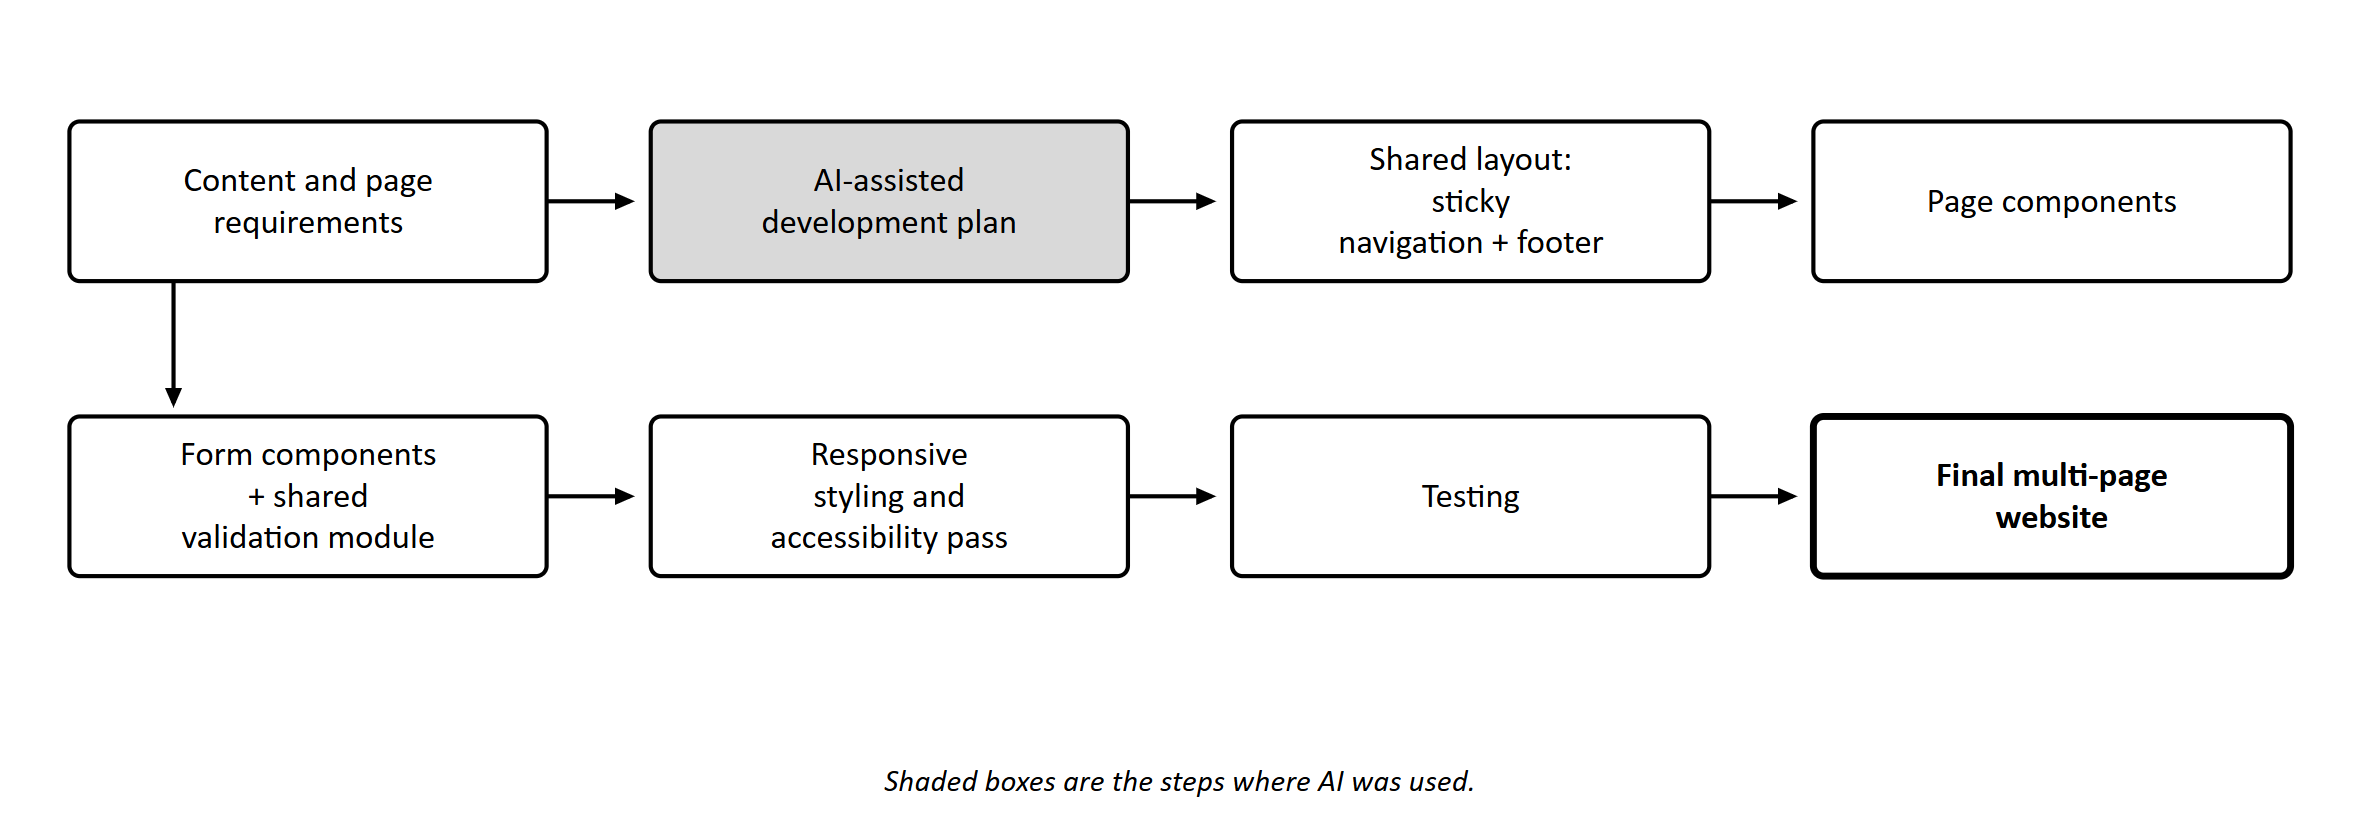 Content and page
requirements
AI-assisted
development plan
Shared layout:
sticky
navigation + footer
Page components
Form components
+ shared
validation module
Responsive
styling and
accessibility pass
Testing
Final multi-page
website
Shaded boxes are the steps where AI was used.